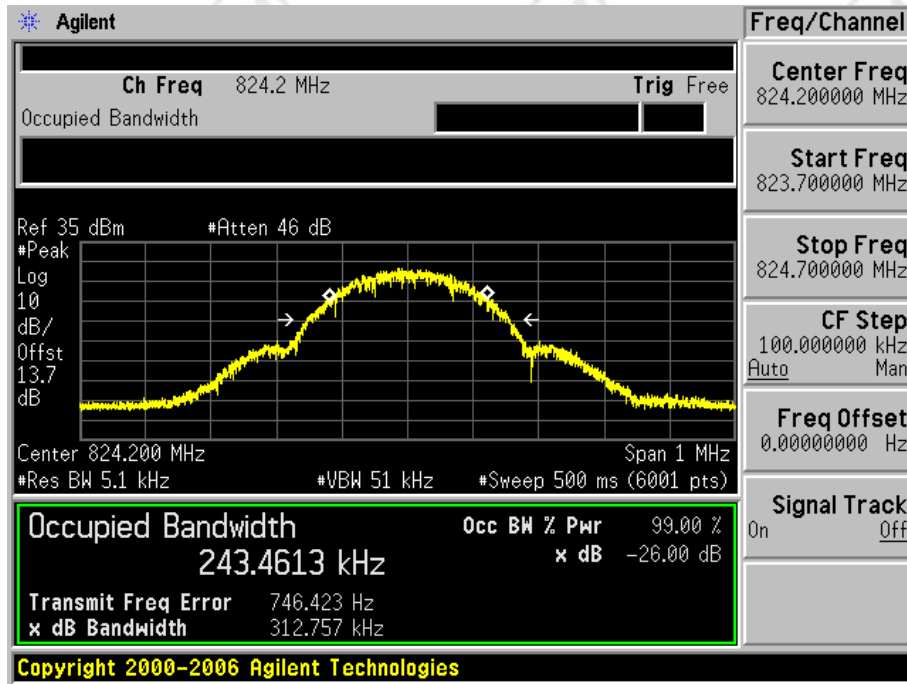 Agilent
Freq/Channel
Ch Freq 824.2 MHz Trig Free
Occupied Bandwidth
Center Freq
824.200000 MHz
Start Freq
823.700000 MHz
Stop Freq
824.700000 MHz
CF Step
100.000000 kHz
Auto Man
Freq Offset
0.00000000 Hz
Signal Track
On Off
Ref 35 dBm #Atten 46 dB
#Peak
Log
10
dB/
Offst
13.7
dB
Center 824.200 MHz Span 1 MHz
#Res BW 5.1 kHz #VBW 51 kHz #Sweep 500 ms (6001 pts)
Occupied Bandwidth Occ BW % Pwr 99.00 %
243.4613 kHz x dB -26.00 dB
Transmit Freq Error 746.423 Hz
x dB Bandwidth 312.757 kHz
Copyright 2000-2006 Agilent Technologies